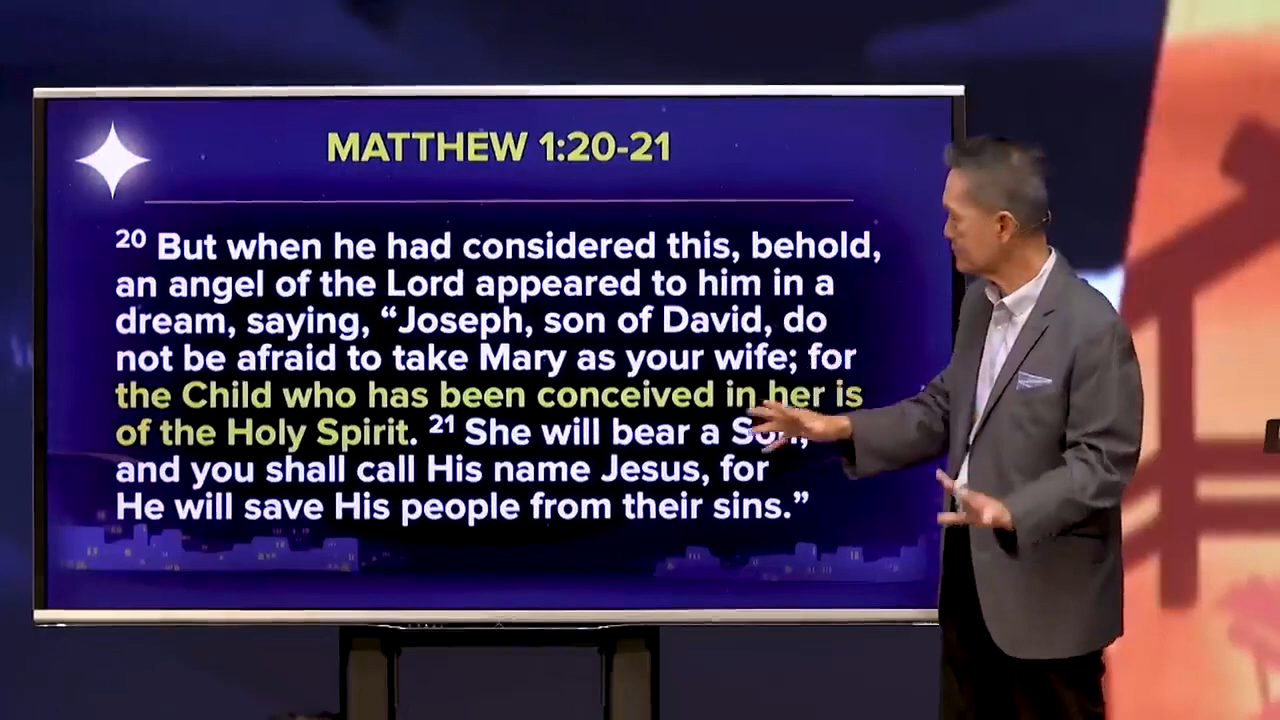 MATTHEW 1:20-21
20 But when he had considered this, behold,
an angel of the Lord appeared to him in a
dream, saying, “Joseph, son of David, do
not be afraid to take Mary as your wife; for
the Child who has been conceived in her is
of the Holy Spirit. 21 She will bear a Son,
and you shall call His name Jesus, for
He will save His people from their sins.”